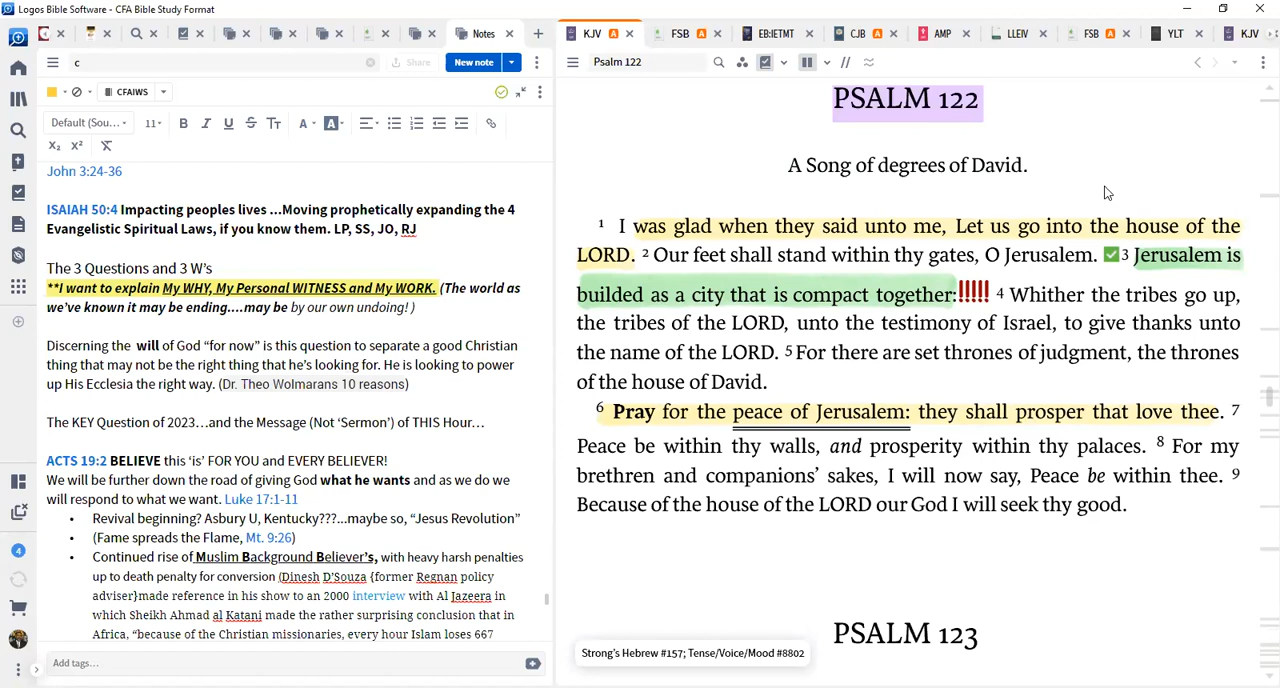 Logos Bible Software - CFA Bible Study Format
Notes
c
Share
New note
CFAIWS
Default (Sou...
11
B I U S Tт A A
X₂ X²
John 3:24-36
ISAIAH 50:4 Impacting peoples lives ...Moving prophetically expanding the 4
Evangelistic Spiritual Laws, if you know them. LP, SS, JO, RJ
The 3 Questions and 3 W's
**I want to explain My WHY, My Personal WITNESS and My WORK. (The world as
we've known it may be ending....may be by our own undoing! )
Discerning the will of God “for now” is this question to separate a good Christian
thing that may not be the right thing that he's looking for. He is looking to power
up His Ecclesia the right way. (Dr. Theo Wolmarans 10 reasons)
The KEY Question of 2023...and the Message (Not ‘Sermon’) of THIS Hour...
ACTS 19:2 BELIEVE this ‘is’ FOR YOU and EVERY BELIEVER!
We will be further down the road of giving God what he wants and as we do we
will respond to what we want. Luke 17:1-11
• Revival beginning? Asbury U, Kentucky???...maybe so, “Jesus Revolution”
• (Fame spreads the Flame, Mt. 9:26)
• Continued rise of Muslim Background Believer's, with heavy harsh penalties
up to death penalty for conversion (Dinesh D'Souza {former Regnan policy
adviser}made reference in his show to an 2000 interview with Al Jazeera in
which Sheikh Ahmad al Katani made the rather surprising conclusion that in
Africa, “because of the Christian missionaries, every hour Islam loses 667
Add tags...
4
KJV A FSB A EB:IETMT CJB A AMP LLEIV FSB A YLT KJV
Psalm 122
PSALM 122
A Song of degrees of David.
1 I was glad when they said unto me, Let us go into the house of the
LORD. 2 Our feet shall stand within thy gates, O Jerusalem. ✅3 Jerusalem is
builded as a city that is compact together:!!!!! 4 Whither the tribes go up,
the tribes of the LORD, unto the testimony of Israel, to give thanks unto
the name of the LORD. 5 For there are set thrones of judgment, the thrones
of the house of David.
6 Pray for the peace of Jerusalem: they shall prosper that love thee. 7
Peace be within thy walls, and prosperity within thy palaces. 8 For my
brethren and companions' sakes, I will now say, Peace be within thee. 9
Because of the house of the LORD our God I will seek thy good.
PSALM 123
Strong's Hebrew #157; Tense/Voice/Mood #8802